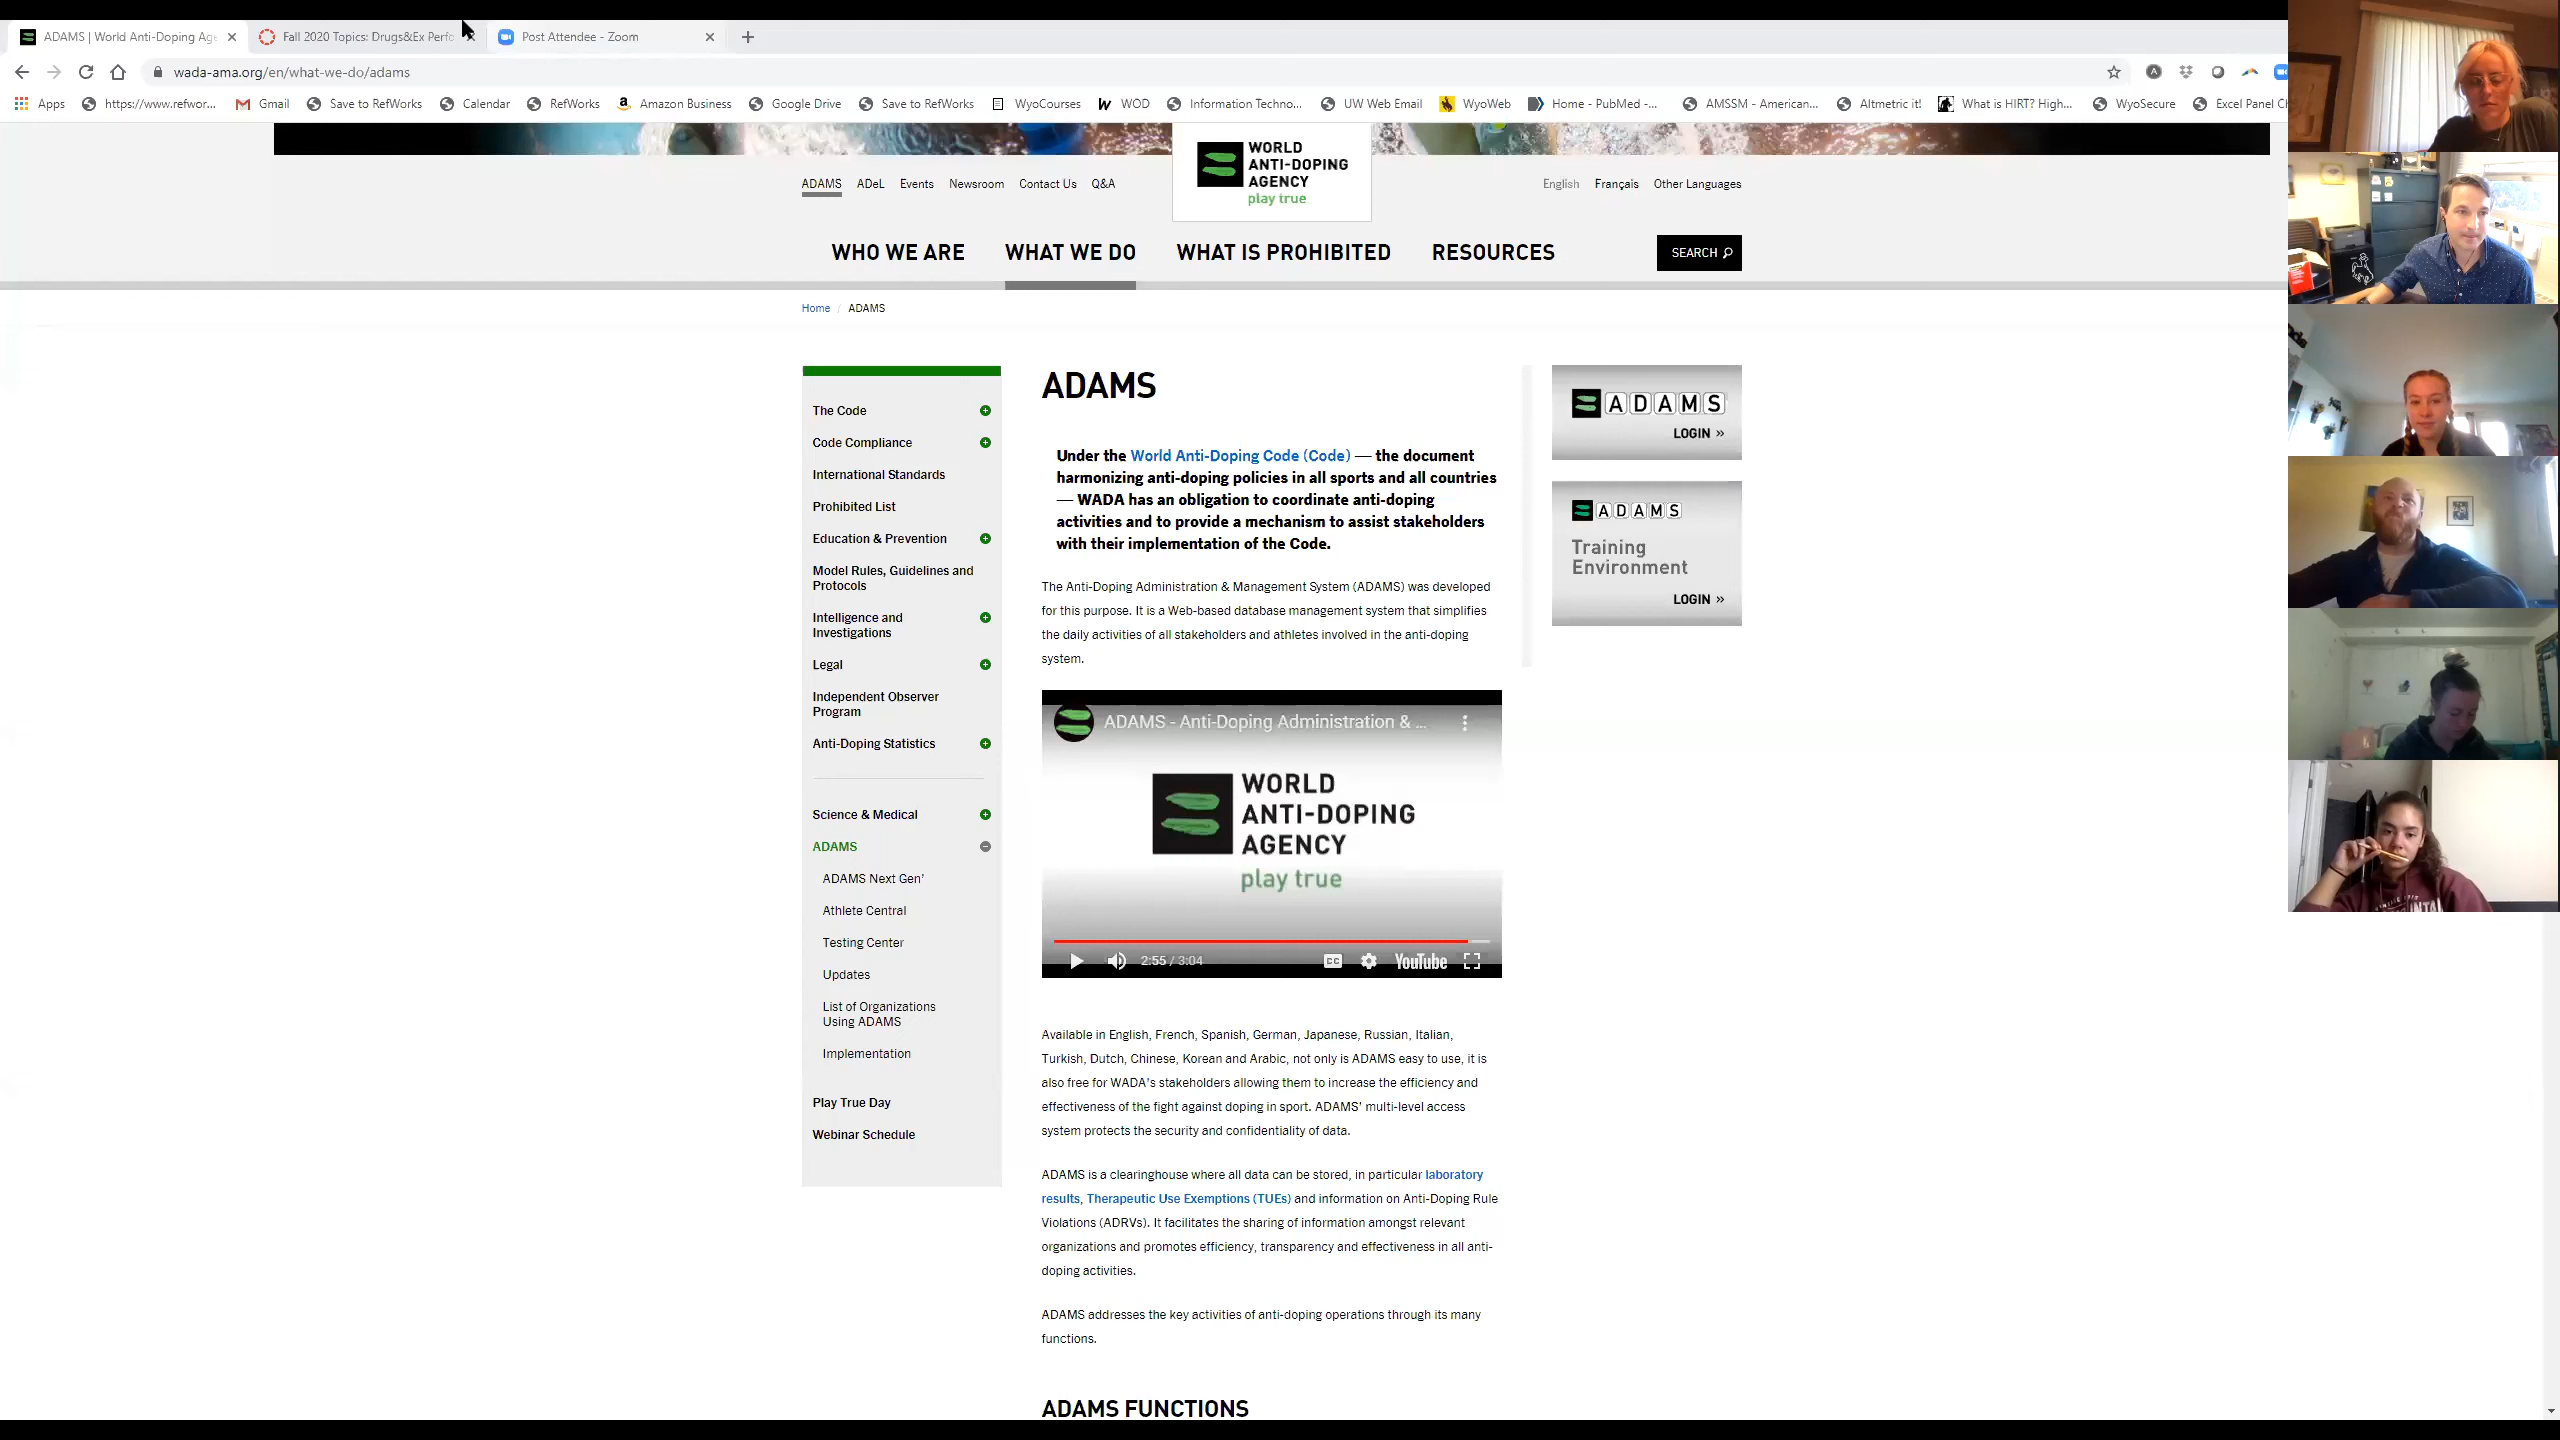 ADAMS | World Anti-Doping Age
Fall 2020 Topics: Drugs&Ex Perfo
Post Attendee - Zoom
wada-ama.org/en/what-we-do/adams
Apps
https://www.refwor...
Gmail
Save to RefWorks
Calendar
RefWorks
Amazon Business
Google Drive
Save to RefWorks
WyoCourses
WOD
Information Techno...
UW Web Email
WyoWeb
Home - PubMed -...
AMSSM - American...
Altmetric it!
What is HIRT? High...
WyoSecure
Excel Panel Ch
WORLD
ANTI-DOPING
AGENCY
play true
ADAMS
ADeL
Events
Newsroom
Contact Us
Q&A
English
Français
Other Languages
WHO WE ARE
WHAT WE DO
WHAT IS PROHIBITED
RESOURCES
SEARCH
Home / ADAMS
The Code
Code Compliance
International Standards
Prohibited List
Education & Prevention
Model Rules, Guidelines and
Protocols
Intelligence and
Investigations
Legal
Independent Observer
Program
Anti-Doping Statistics
Science & Medical
ADAMS
ADAMS Next Gen'
Athlete Central
Testing Center
Updates
List of Organizations
Using ADAMS
Implementation
Play True Day
Webinar Schedule
ADAMS
Under the World Anti-Doping Code (Code) — the document
harmonizing anti-doping policies in all sports and all countries
— WADA has an obligation to coordinate anti-doping
activities and to provide a mechanism to assist stakeholders
with their implementation of the Code.
The Anti-Doping Administration & Management System (ADAMS) was developed
for this purpose. It is a Web-based database management system that simplifies
the daily activities of all stakeholders and athletes involved in the anti-doping
system.
ADAMS - Anti-Doping Administration & ...
WORLD
ANTI-DOPING
AGENCY
play true
2:55 / 3:04
CC
YouTube
Available in English, French, Spanish, German, Japanese, Russian, Italian,
Turkish, Dutch, Chinese, Korean and Arabic, not only is ADAMS easy to use, it is
also free for WADA's stakeholders allowing them to increase the efficiency and
effectiveness of the fight against doping in sport. ADAMS' multi-level access
system protects the security and confidentiality of data.
ADAMS is a clearinghouse where all data can be stored, in particular laboratory
results, Therapeutic Use Exemptions (TUEs) and information on Anti-Doping Rule
Violations (ADRVs). It facilitates the sharing of information amongst relevant
organizations and promotes efficiency, transparency and effectiveness in all anti-
doping activities.
ADAMS addresses the key activities of anti-doping operations through its many
functions.
ADAMS FUNCTIONS
ADAMS
LOGIN »
ADAMS
Training
Environment
LOGIN »